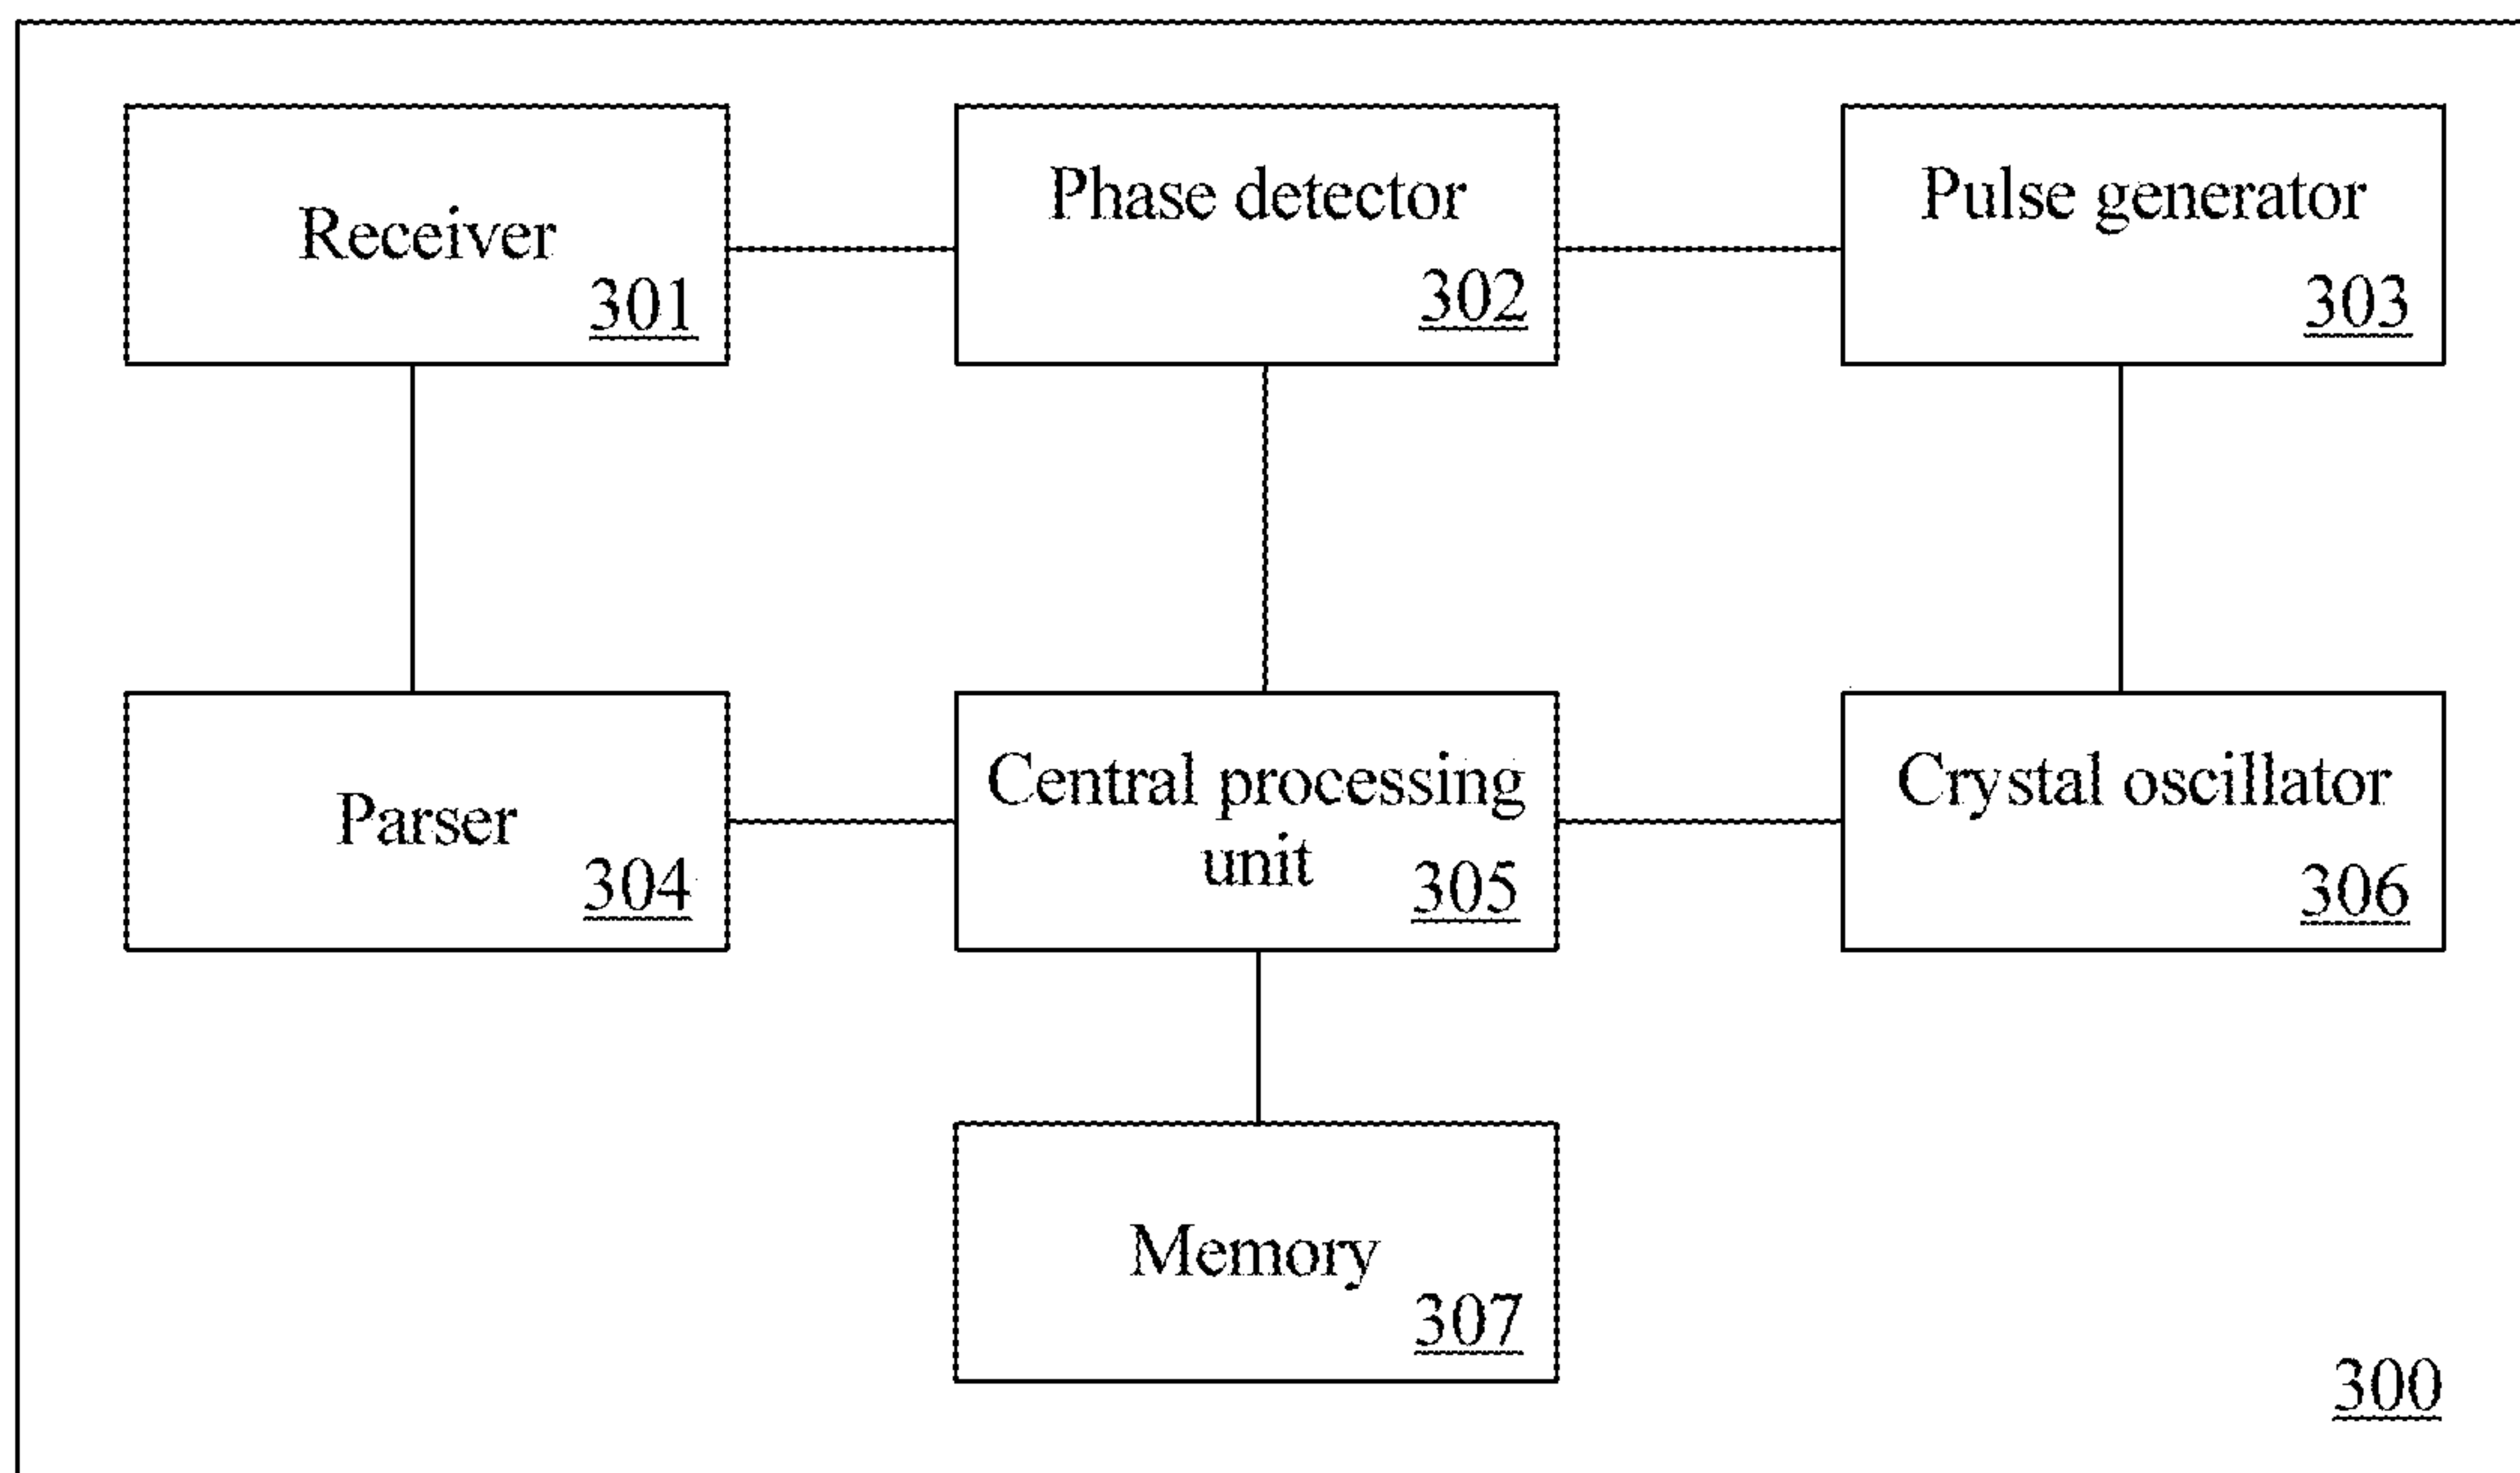 Receiver
301
Phase detector
302
Pulse generator
303
Parser
304
Central processing
unit
305
Crystal oscillator
306
Memory
307
300